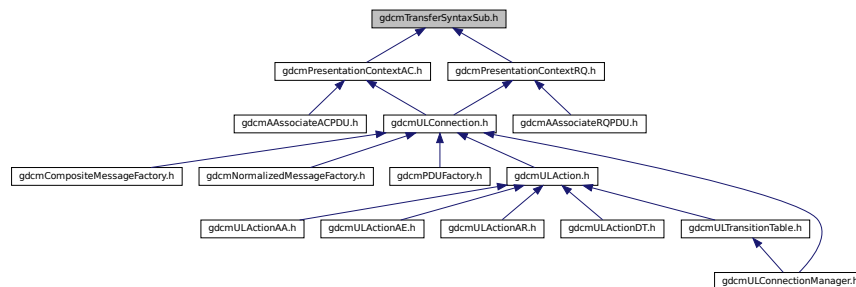 gdcmTransferSyntaxSub.h
gdcmPresentationContextAC.h
gdcmPresentationContextRQ.h
gdcmAAssociateACPDU.h
gdcmULConnection.h
gdcmAAssociateRQPDU.h
gdcmCompositeMessageFactory.h
gdcmNormalizedMessageFactory.h
gdcmPDUFactory.h
gdcmULAction.h
gdcmULActionAA.h
gdcmULActionAE.h
gdcmULActionAR.h
gdcmULActionDT.h
gdcmULTransitionTable.h
gdcmULConnectionManager.h